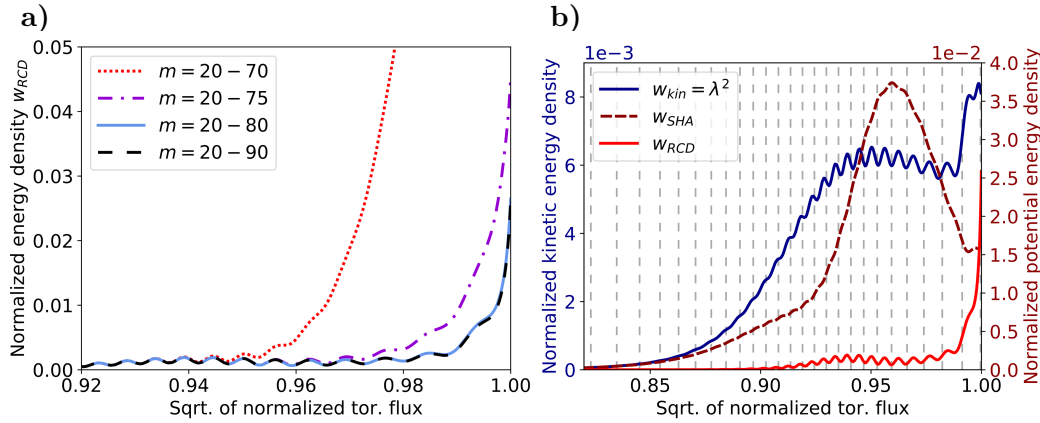 a)
Normalized energy density w_RCD
0.05
0.04
0.03
0.02
0.01
0.00
m = 20 − 70
m = 20 − 75
m = 20 − 80
m = 20 − 90
0.92 0.94 0.96 0.98 1.00
Sqrt. of normalized tor. flux
b)
1e−3
1e−2
Normalized kinetic energy density
8
6
4
2
0
w_kin = λ²
w_SHA
w_RCD
4.0
3.5
3.0
2.5
2.0
1.5
1.0
0.5
0.0
Normalized potential energy density
0.85 0.90 0.95 1.00
Sqrt. of normalized tor. flux